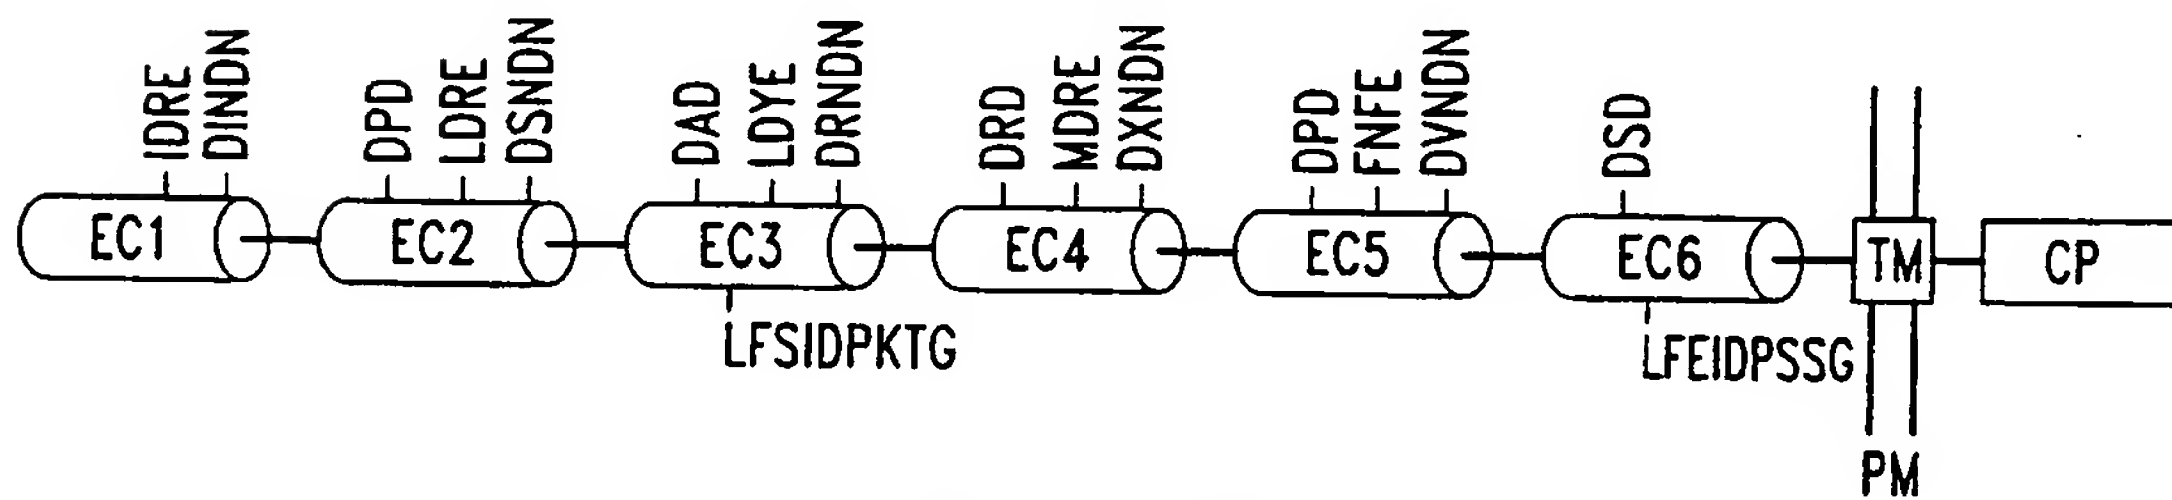 IDRE
DINDN
DPD
LDRE
DSNDN
DAD
LDYE
DRNDN
DRD
MDRE
DXNDN
DPD
FNFE
DVNDN
DSD
EC1
EC2
EC3
EC4
EC5
EC6
TM
CP
LFSIDPKTG
LFEIDPSSG
PM